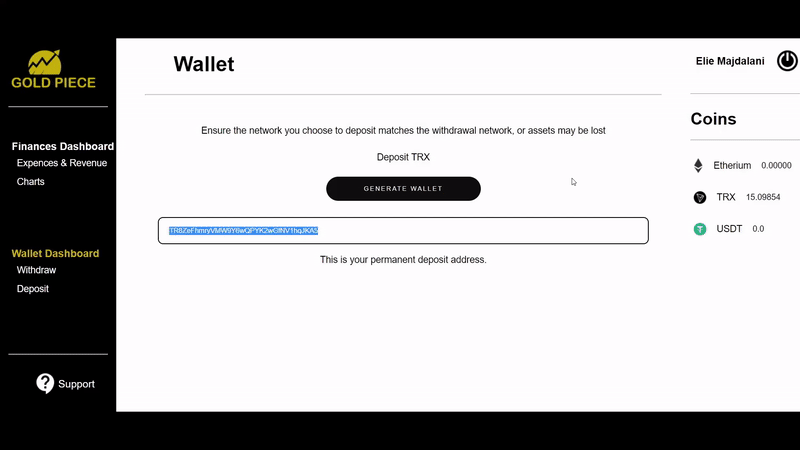 GOLD PIECE
Finances Dashboard
Expences & Revenue
Charts
Wallet Dashboard
Withdraw
Deposit
Support
Wallet
Ensure the network you choose to deposit matches the withdrawal network, or assets may be lost
Deposit TRX
GENERATE WALLET
This is your permanent deposit address.
Elie Majdalani
Coins
Etherium 0.00000
TRX 15.09854
USDT 0.0